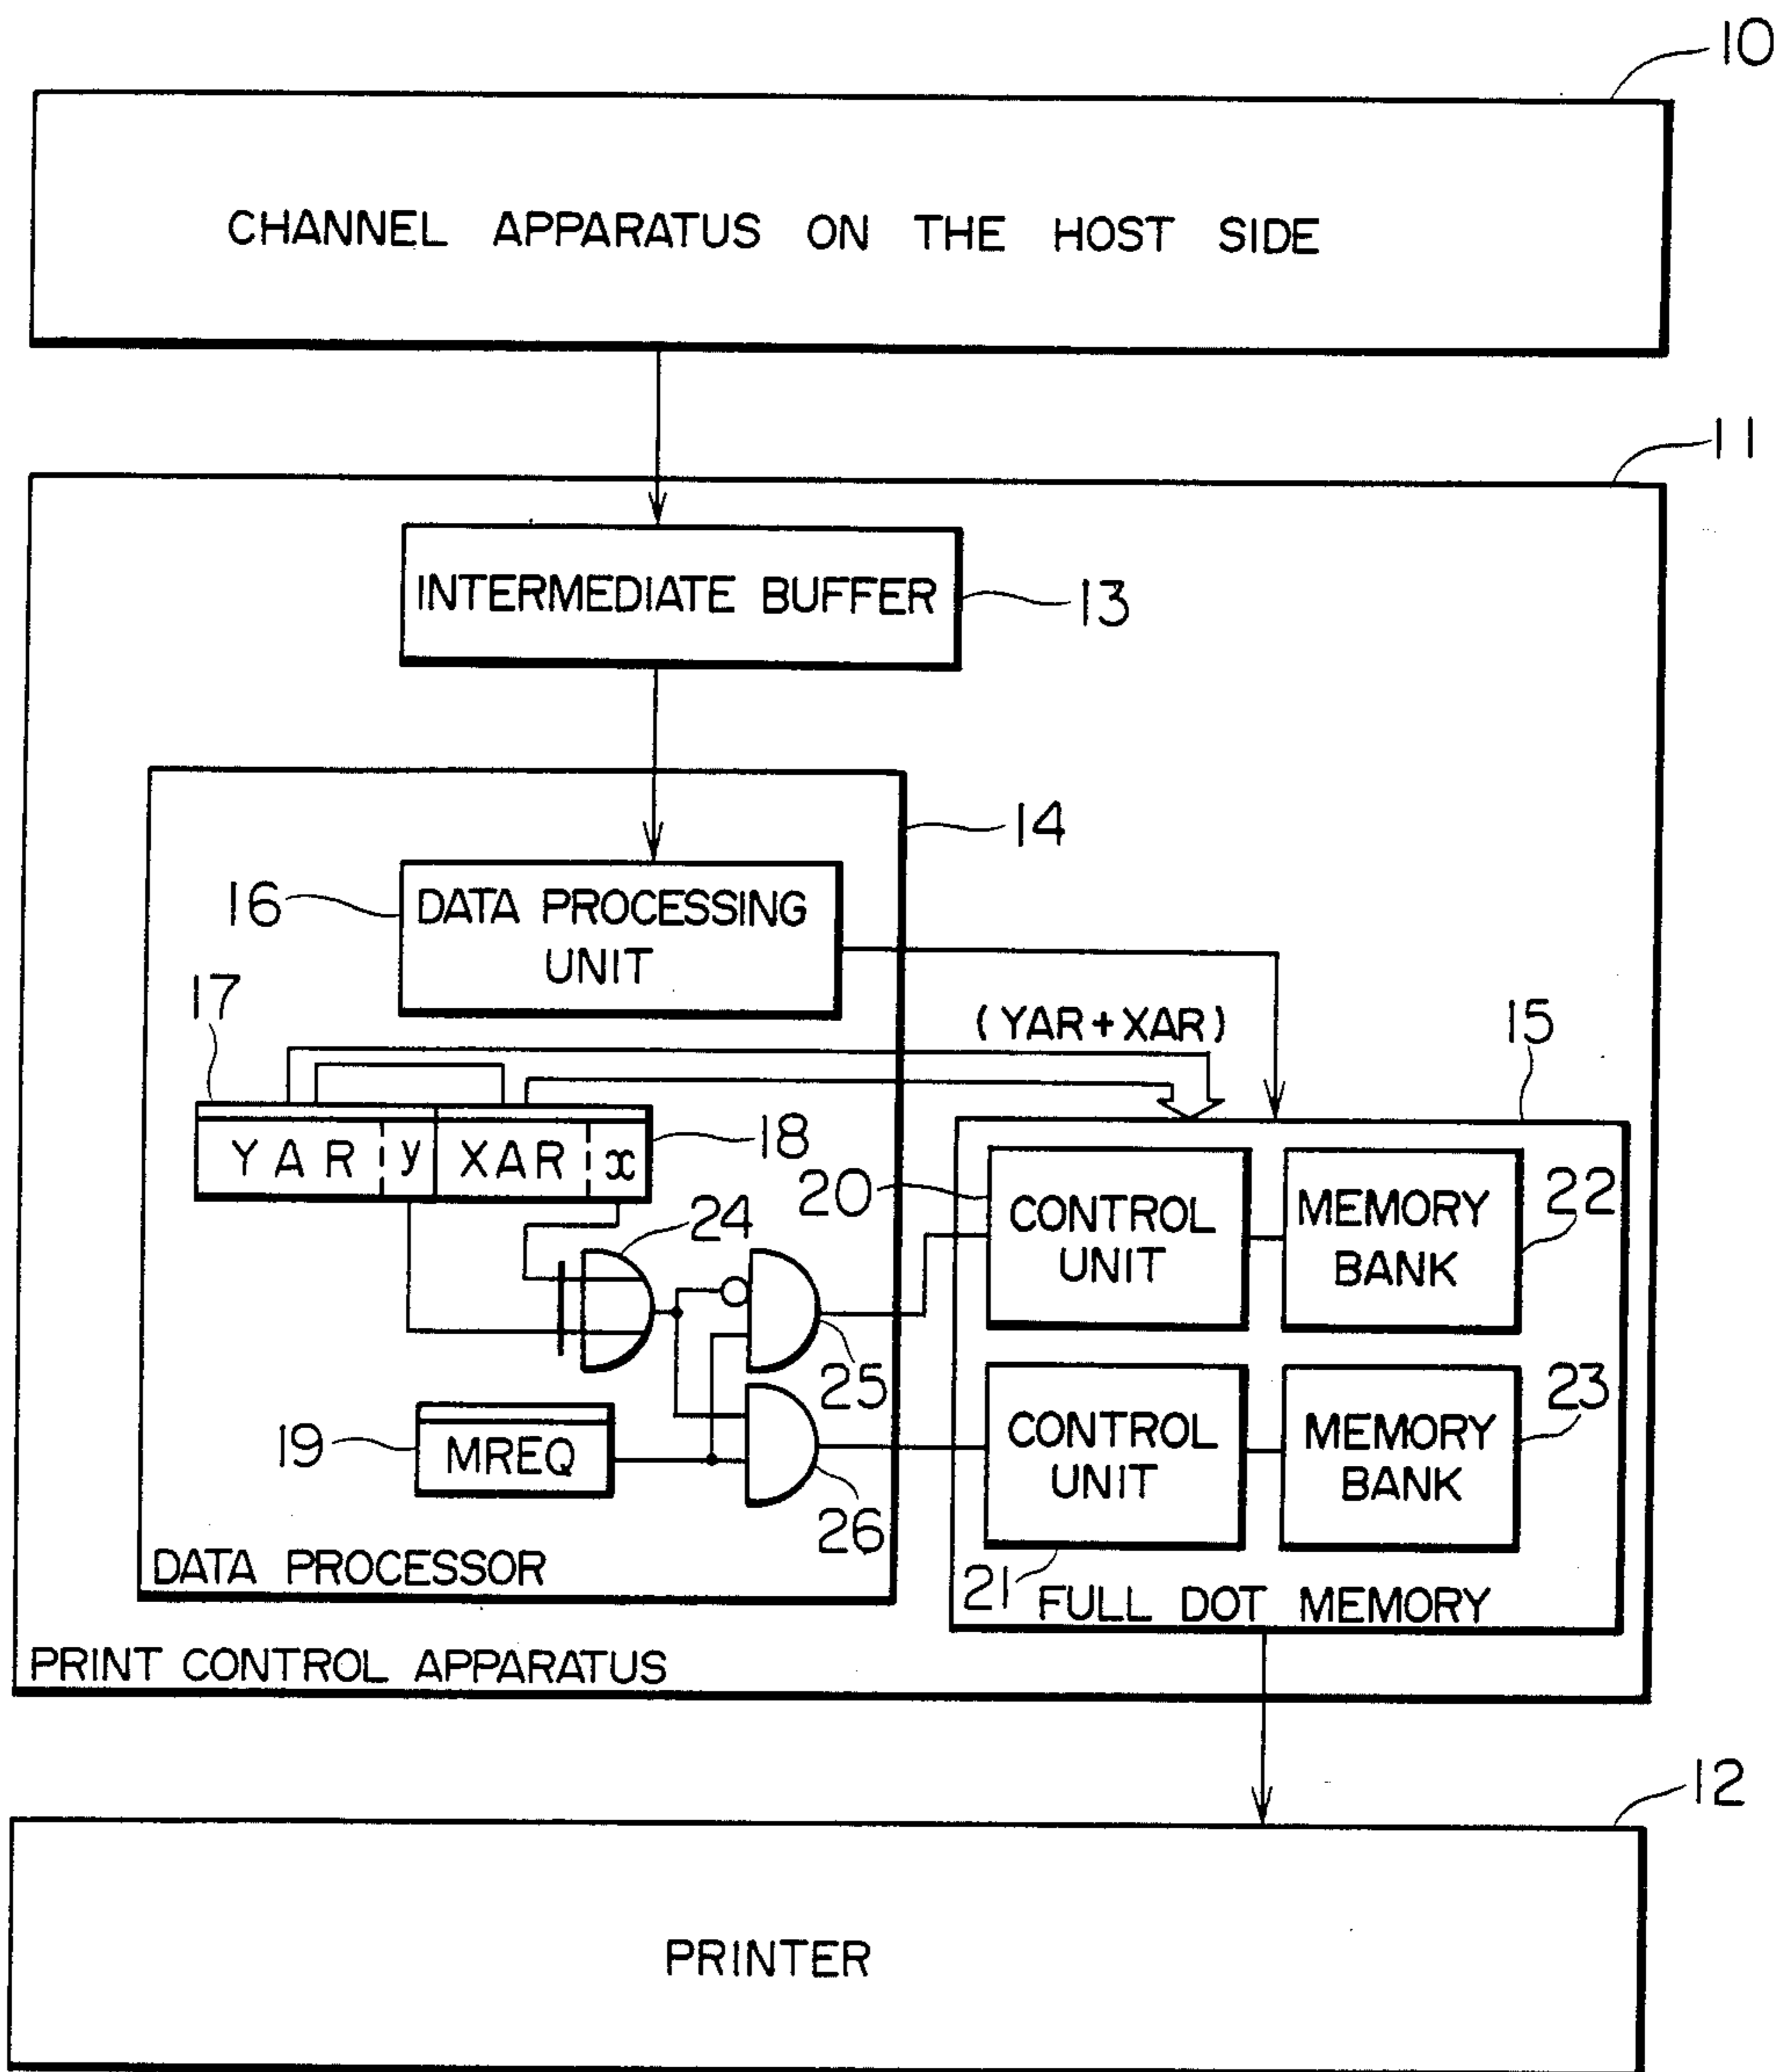 10
CHANNEL APPARATUS ON THE HOST SIDE
11
INTERMEDIATE BUFFER
13
14
16
DATA PROCESSING
UNIT
17
(YAR+XAR)
15
YAR y XAR x
18
20
CONTROL
UNIT
MEMORY
BANK
22
24
25
19
MREQ
CONTROL
UNIT
MEMORY
BANK
23
26
21
DATA PROCESSOR
FULL DOT MEMORY
PRINT CONTROL APPARATUS
12
PRINTER